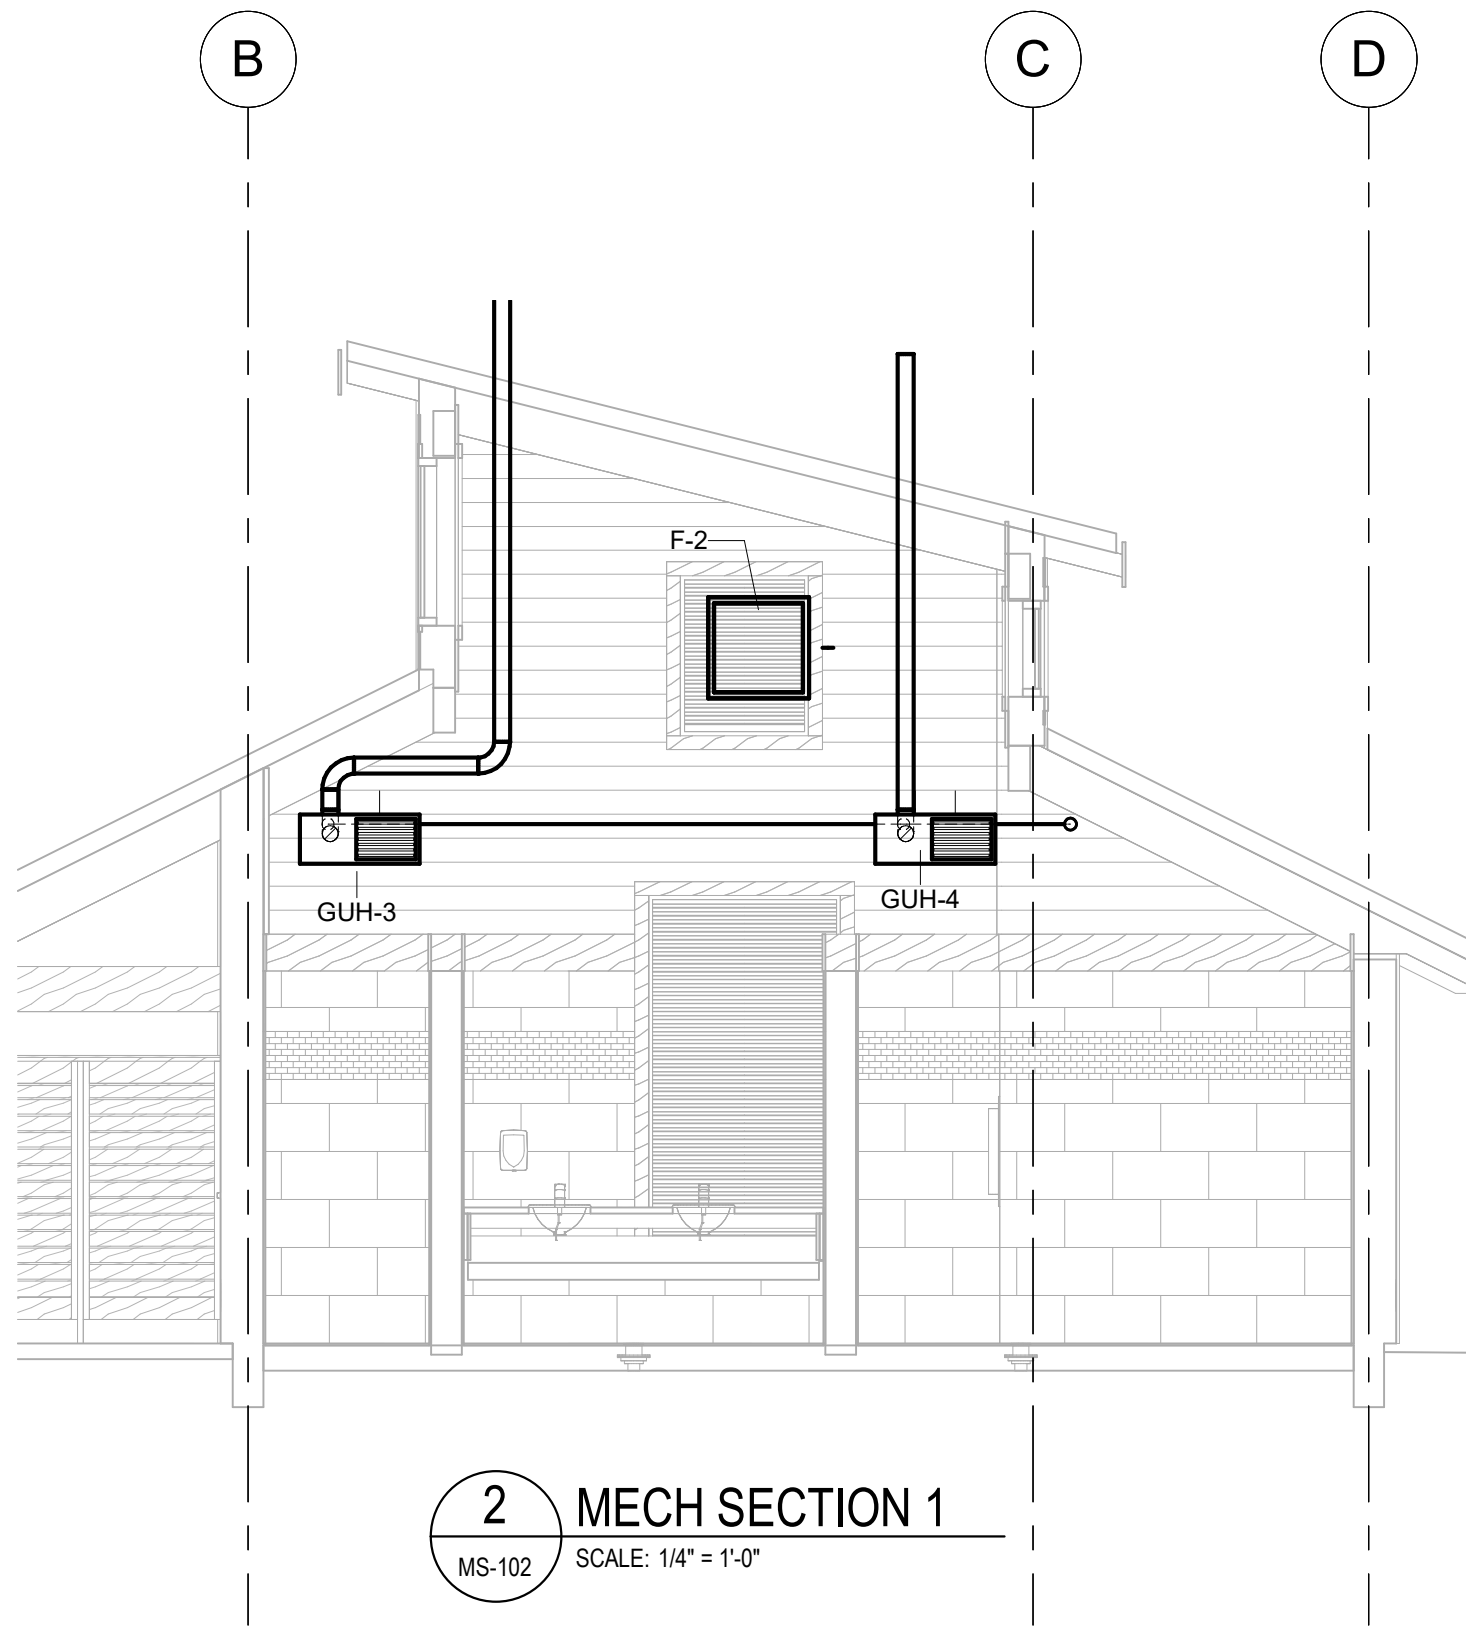 B
C
D
F-2
GUH-3
GUH-4
2
MECH SECTION 1
MS-102
SCALE: 1/4" = 1'-0"